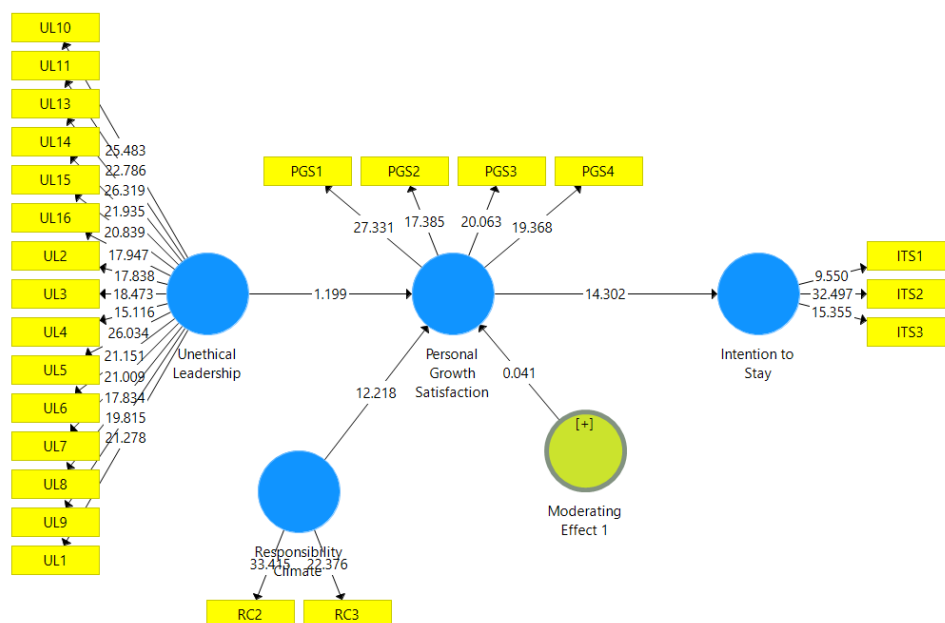 UL10
UL11
UL13
UL14
UL15
UL16
UL2
UL3
UL4
UL5
UL6
UL7
UL8
UL9
UL1
25.483
22.786
26.319
21.935
20.839
17.947
17.838
18.473
15.116
26.034
21.151
21.009
17.834
19.815
21.278
Unethical
Leadership
1.199
PGS1
PGS2
PGS3
PGS4
27.331
17.385
20.063
19.368
Personal
Growth
Satisfaction
14.302
Intention to
Stay
9.550
32.497
15.355
ITS1
ITS2
ITS3
12.218
0.041
[+]
Moderating
Effect 1
Responsibility
Climate
33.415
22.376
RC2
RC3